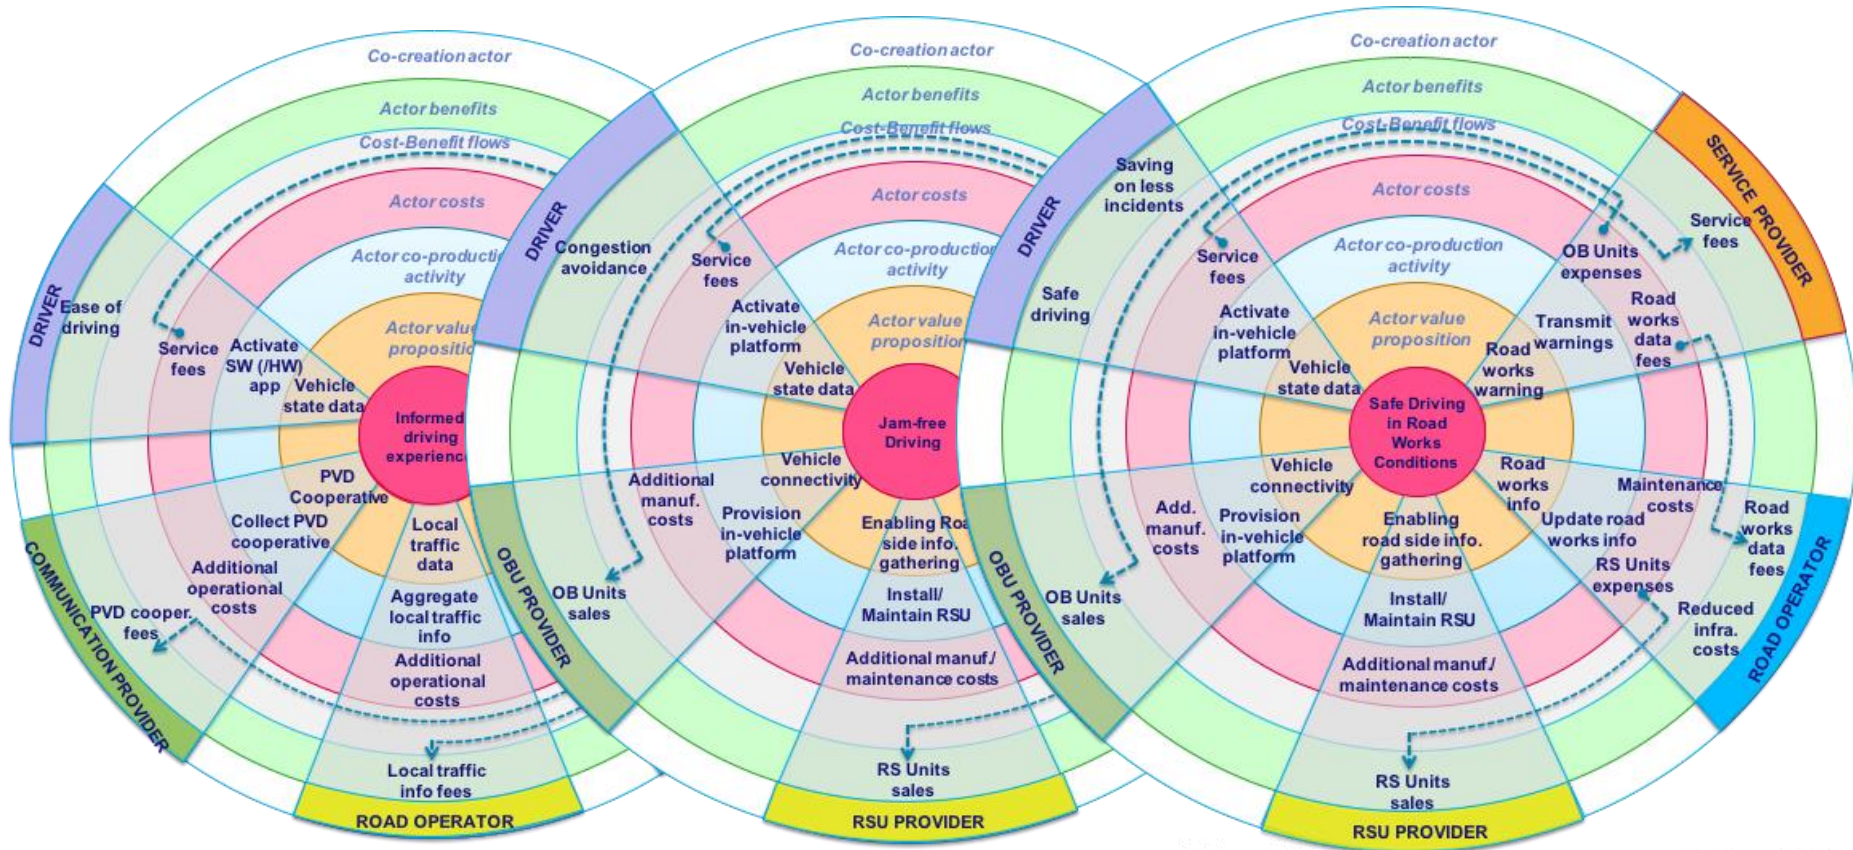 Co-creation actor
Actor benefits
Cost-Benefit flows
Actor costs
Actor co-productio
activity
Actor value
propositio
Informed
driving
experience
DRIVER
Ease of
driving
Service
fees
Activate
SW (/HW)
app
Vehicle
state data
COMMUNICATION PROVIDER
PVD
Cooperative
Collect PVD
cooperative
Additional
operational
costs
PVD cooper.
fees
ROAD OPERATOR
Local
traffic
data
Aggregate
local traffic
info
Additional
operational
costs
Local traffic
info fees
Co-creation actor
Actor benefits
Cost-Benefit flows
Actor costs
Actor co-production
activity
Actor value
proposition
Jam-free
Driving
DRIVER
Congestion
avoidance
Service
fees
Activate
in-vehicle
platform
Vehicle
state data
OBU PROVIDER
Vehicle
connectivity
Provision
in-vehicle
platform
Additional
manuf.
costs
OB Units
sales
RSU PROVIDER
Enabling Roa
side info.
gathering
Install/
Maintain RSU
Additional manuf./
maintenance costs
RS Units
sales
Co-creation actor
Actor benefits
Cost-Benefit flows
Actor costs
Actor co-production
activity
Actor value
proposition
Safe Driving
in Road
Works
Conditions
DRIVER
Saving
on less
incidents
Safe
driving
Service
fees
Activate
in-vehicle
platform
Vehicle
state data
SERVICE PROVIDER
Service
fees
OB Units
expenses
Road
works
data
fees
Transmit
warnings
Road
works
warning
ROAD OPERATOR
Road
works
info
Update road
works info
Maintenance
costs
RS Units
expenses
Road
works
data
fees
Reduced
infra.
costs
OBU PROVIDER
Vehicle
connectivity
Provision
in-vehicle
platform
Add.
manuf.
costs
OB Units
sales
RSU PROVIDER
Enabling
road side info.
gathering
Install/
Maintain RSU
Additional manuf./
maintenance costs
RS Units
sales